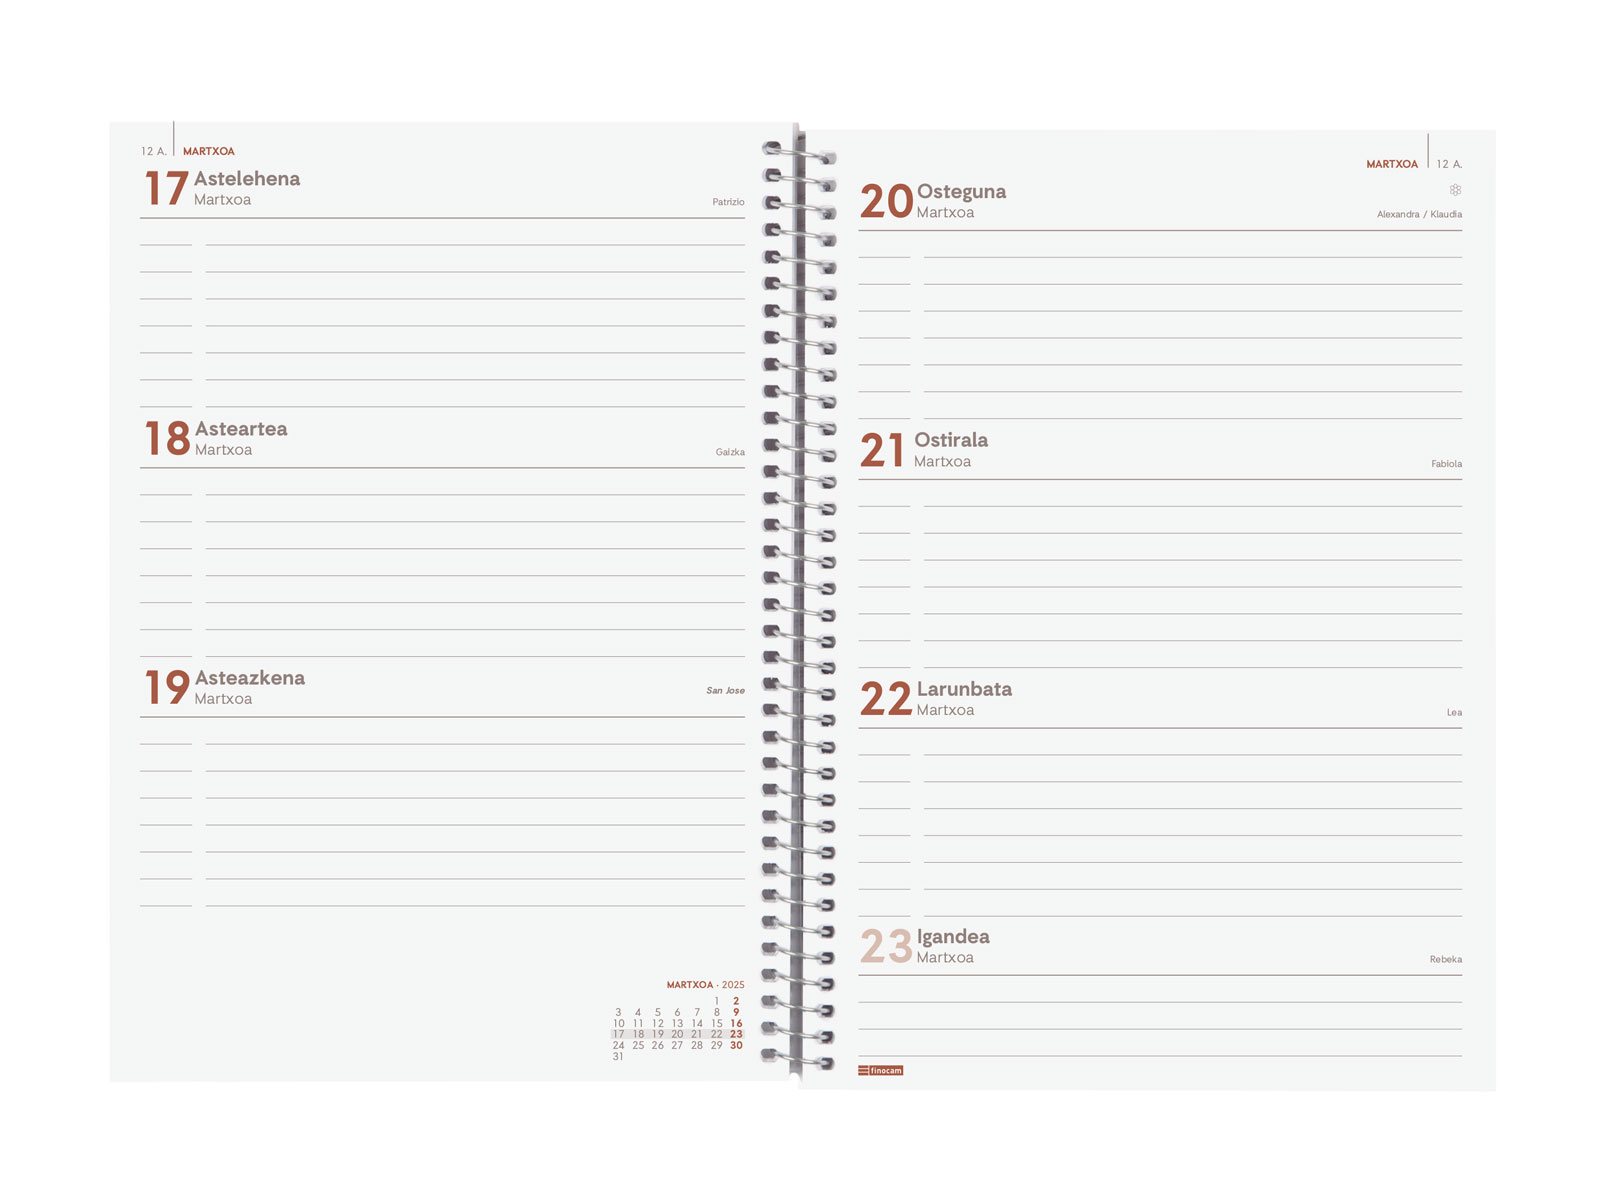 12 A. MARTXOA
17 Astelehena
Martxoa
Patrizio
18 Asteartea
Martxoa
Gaizka
19 Asteazkena
Martxoa
San Jose
MARTXOA · 2025
1 2
3 4 5 6 7 8 9
10 11 12 13 14 15 16
17 18 19 20 21 22 23
24 25 26 27 28 29 30
31
MARTXOA 12 A.
20 Osteguna
Martxoa
Alexandra / Klaudia
21 Ostirala
Martxoa
Fabiola
22 Larunbata
Martxoa
Lea
23 Igandea
Martxoa
Rebeka
finocam